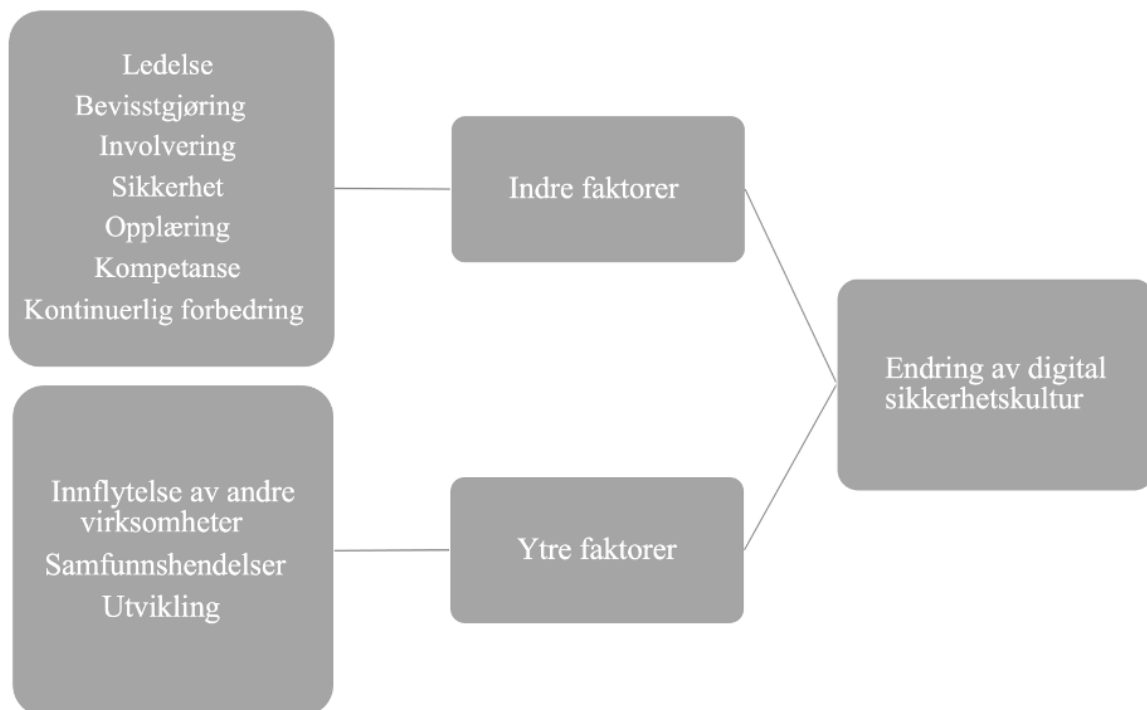 Ledelse
Bevisstgjøring
Involvering
Sikkerhet
Opplæring
Kompetanse
Kontinuerlig forbedring
Indre faktorer
Innflytelse av andre
virksomheter
Samfunnshendelser
Utvikling
Ytre faktorer
Endring av digital
sikkerhetskultur